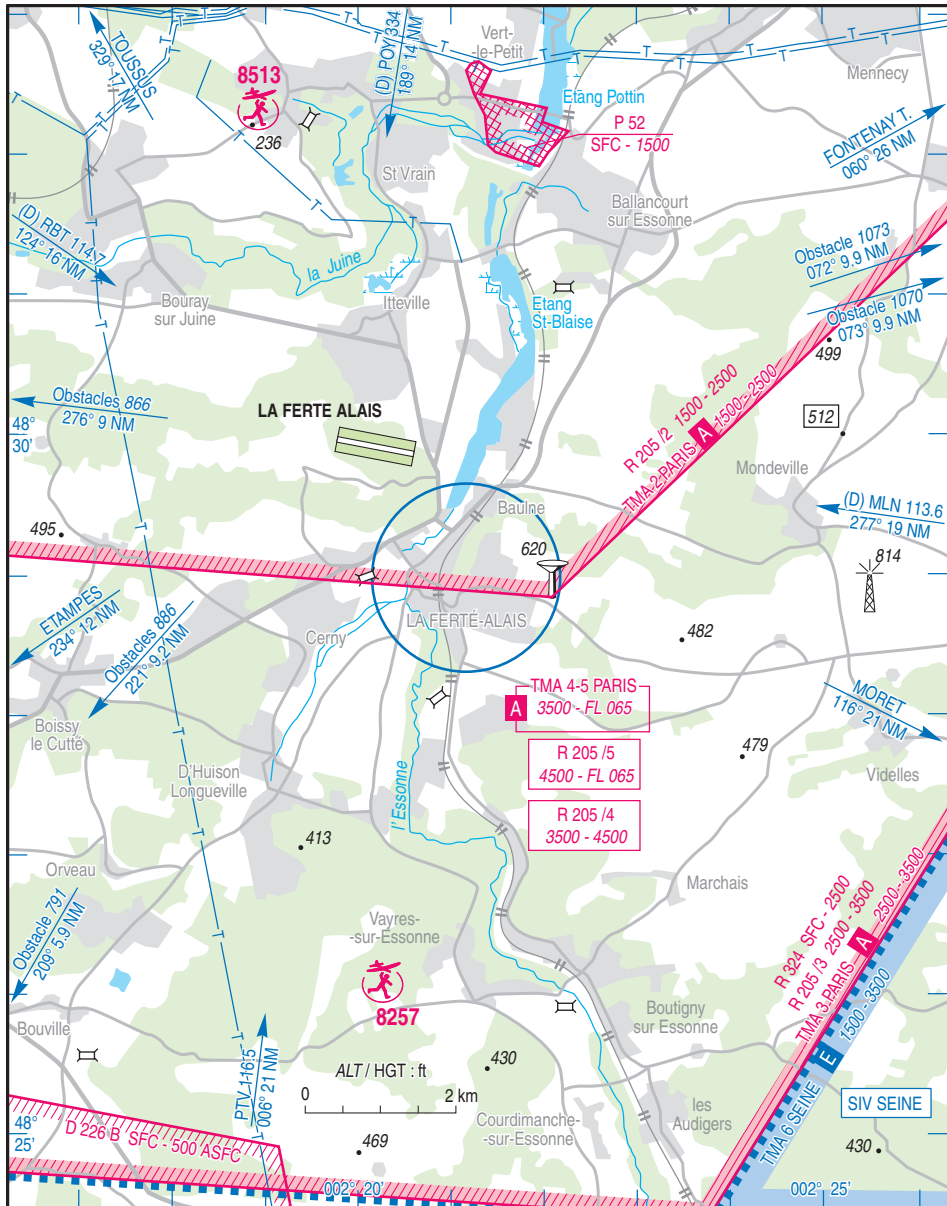 Vert-
-le-Petit
Mennecy
TOUSSUS
329° 17 NM
8513
236
(D) POY 334
189° 14 NM
Etang Pottin
P 52
SFC - 1500
FONTENAY T.
060° 26 NM
St Vrain
Ballancourt
sur Essonne
(D) RBT 114.7
124° 16 NM
la Juine
Obstacle 1073
072° 9.9 NM
Bouray
sur Juine
Itteville
Etang
St-Blaise
Obstacle 1070
073° 9.9 NM
499
Obstacles 866
276° 9 NM
LA FERTE ALAIS
R 205 /2 1500 - 2500
TMA 2 PARIS A 1500 - 2500
512
48°
30'
Mondeville
Baulne
(D) MLN 113.6
277° 19 NM
495
620
814
ETAMPES
234° 12 NM
Obstacles 886
221° 9.2 NM
Cerny
LA FERTÉ-ALAIS
482
TMA 4-5 PARIS
A 3500 - FL 065
MORET
116° 21 NM
Boissy
le Cutté
R 205 /5
4500 - FL 065
479
Videlles
D'Huison
Longueville
l' Essonne
R 205 /4
3500 - 4500
413
Orveau
Marchais
Obstacle 791
209° 5.9 NM
Vayres-
-sur-Essonne
R 324 SFC - 2500
R 205 /3 2500 - 3500
TMA 3 PARIS A 2500 - 3500
TMA 6 SEINE E 1500 - 3500
8257
Boutigny
sur Essonne
Bouville
PTV 116.5
006° 21 NM
ALT / HGT : ft
430
0 2 km
Courdimanche-
-sur-Essonne
les
Audigers
SIV SEINE
48°
25'
D 226 B SFC - 500 ASFC
469
430
002° 20'
002° 25'
T T T T T T T T T T T T T T T T